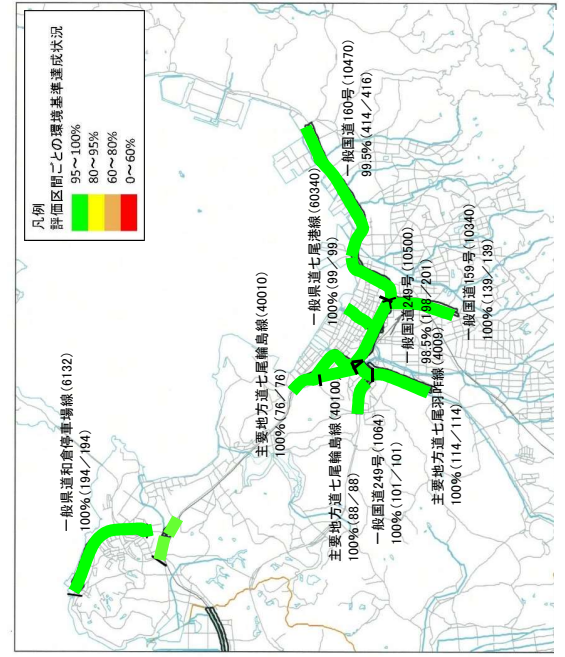 凡例
評価区間ごとの環境基準達成状況
95～100%
80～95%
60～80%
0～60%
一般県道和倉停車場線(6132)
100%(194／194)
主要地方道七尾輪島線(40010)
100%(76／76)
一般県道七尾港線(60340)
100%(99／99)
一般国道160号(10470)
99.5%(414／416)
主要地方道七尾輪島線(40100)
100%(88／88)
一般国道249号(1064)
100%(101／101)
主要地方道七尾羽咋線(4009)
100%(114／114)
一般国道249号(10500)
98.5%(198／201)
一般国道159号(10340)
100%(139／139)